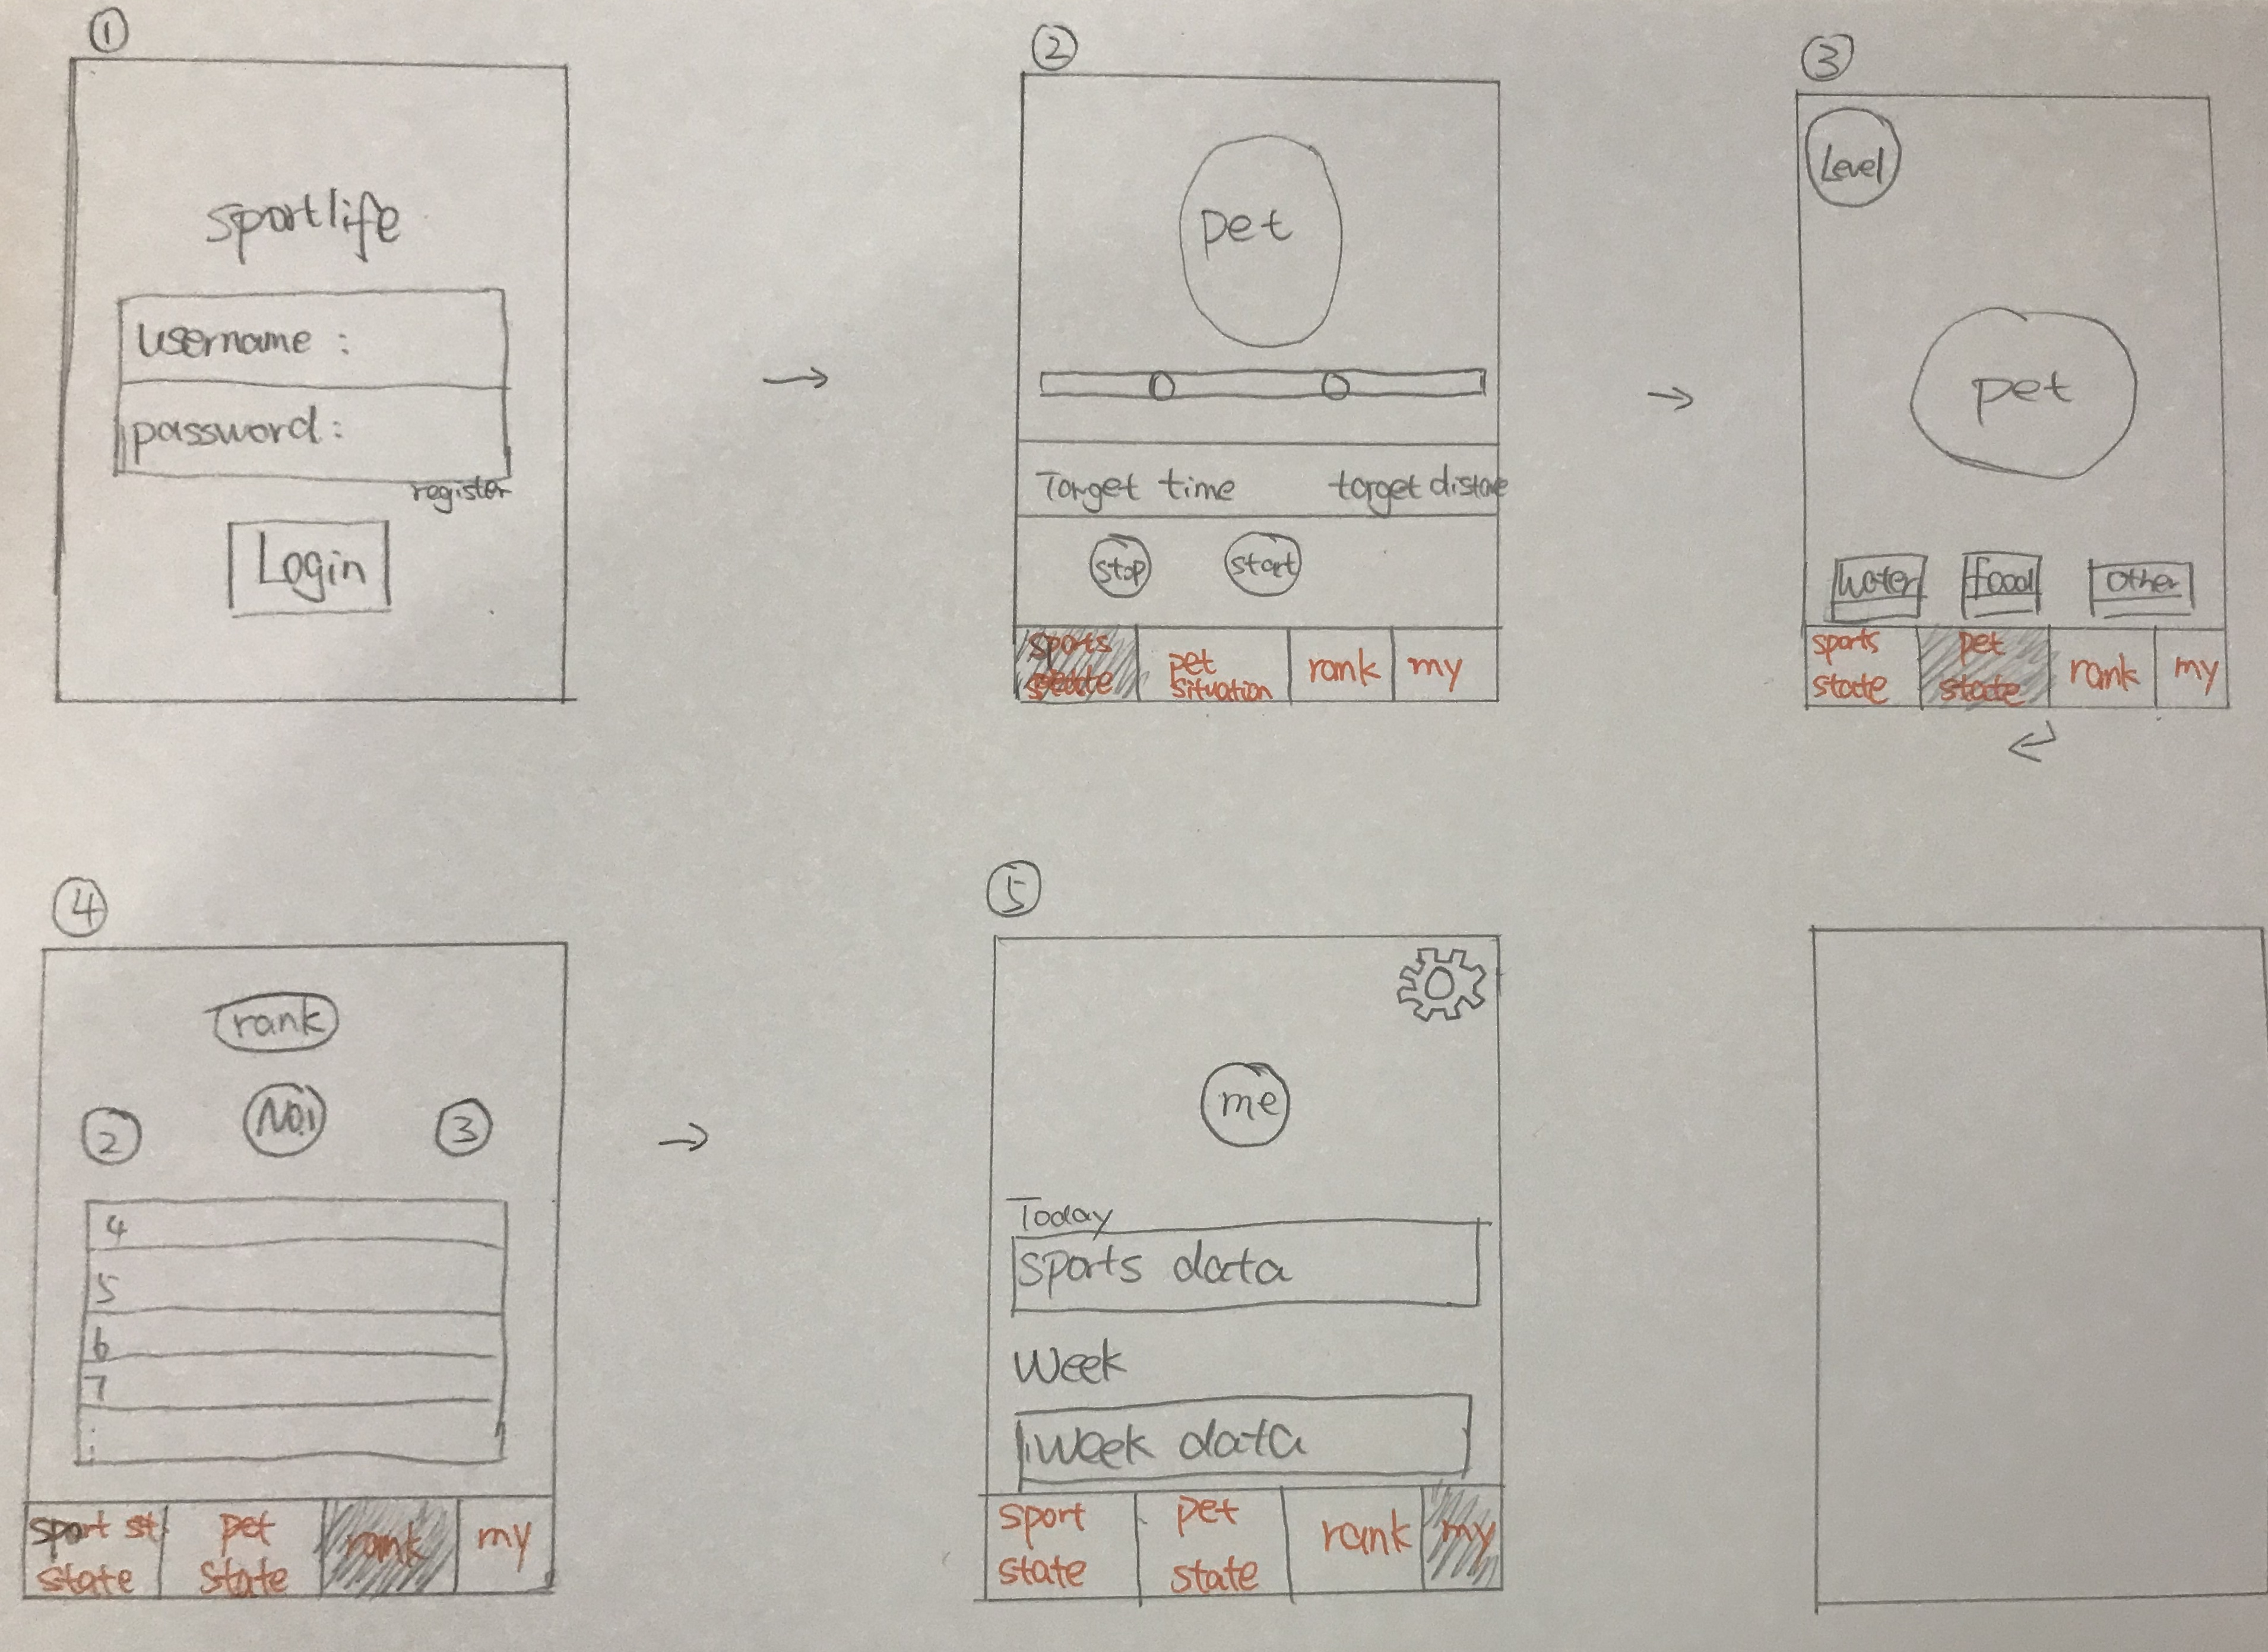 ①
sportlife
username :
password :
register
Login
②
pet
Target time target distance
stop start
sports state pet situation rank my
③
Level
pet
water food other
sports state pet state rank my
④
rank
2 No.1 3
4
5
6
7
sport st state pet state rank my
⑤
me
Today
sports data
Week
week data
sport state pet state rank my